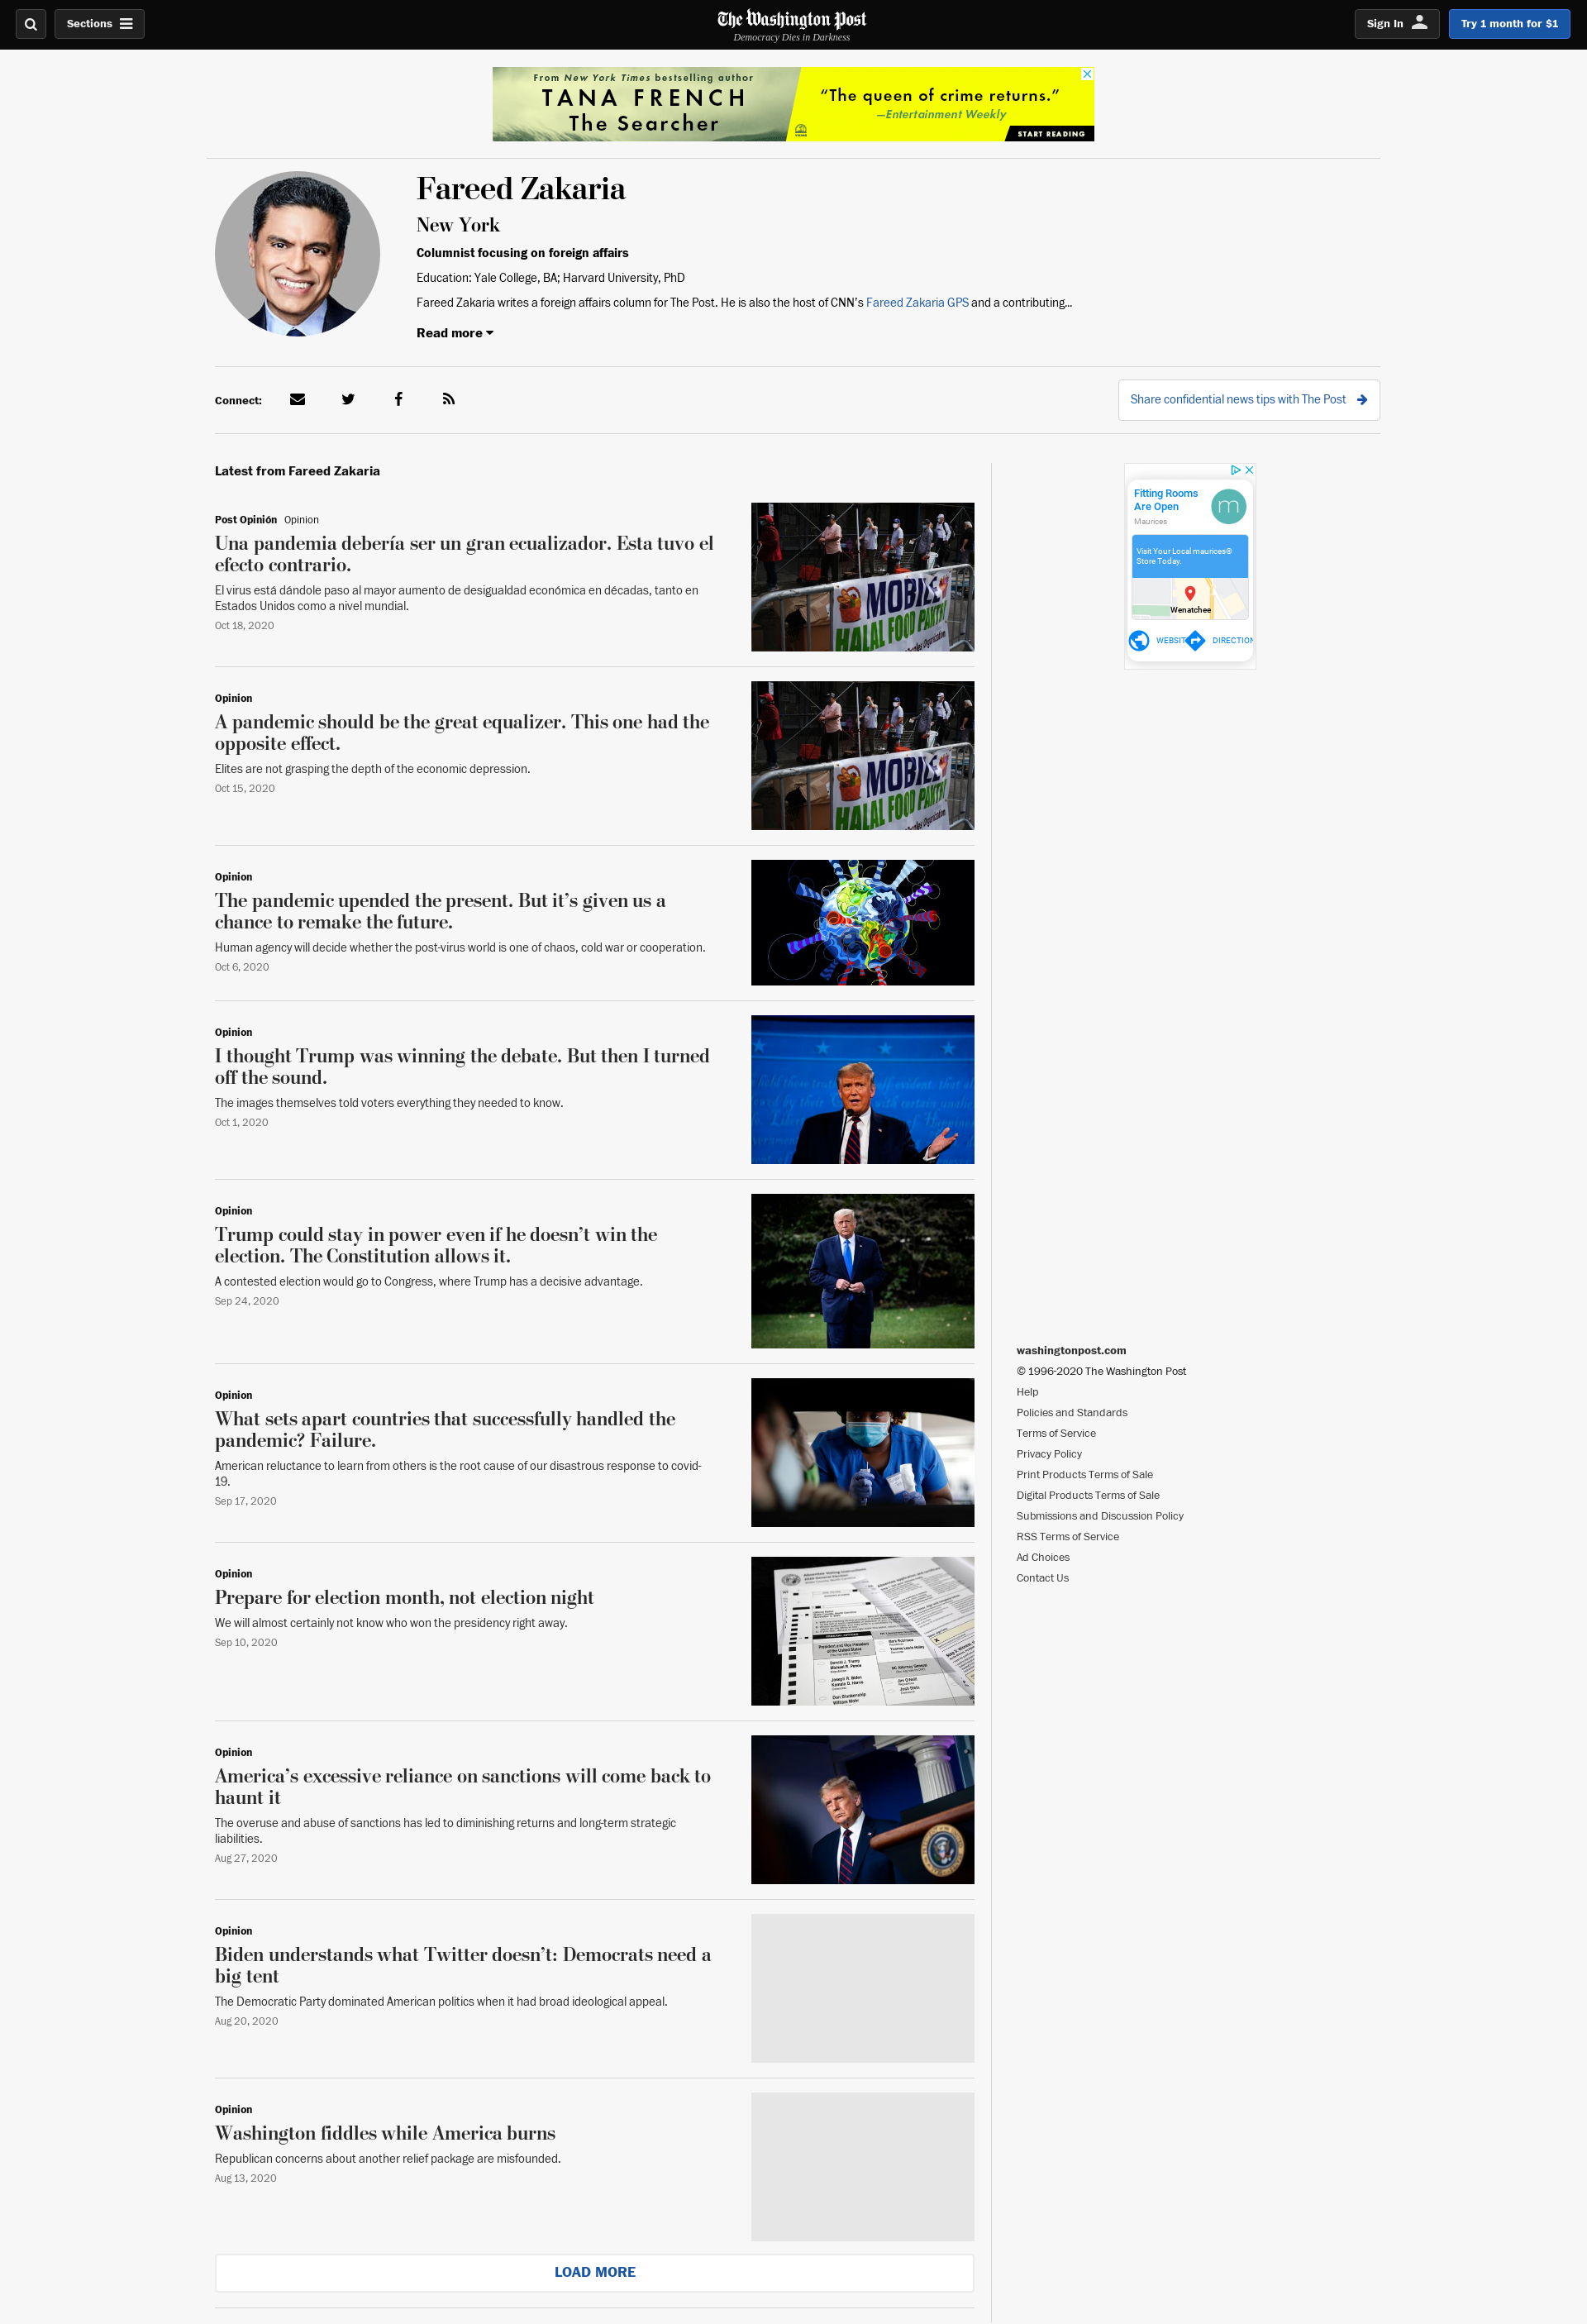 Sections
The Washington Post
Democracy Dies in Darkness
Sign In
Try 1 month for $1
From New York Times bestselling author
TANA FRENCH
The Searcher
“The queen of crime returns.”
—Entertainment Weekly
START READING
Fareed Zakaria
New York
Columnist focusing on foreign affairs
Education: Yale College, BA; Harvard University, PhD
Fareed Zakaria writes a foreign affairs column for The Post. He is also the host of CNN’s Fareed Zakaria GPS and a contributing...
Read more
Connect:
Share confidential news tips with The Post
Latest from Fareed Zakaria
Post Opinión Opinion
Una pandemia debería ser un gran ecualizador. Esta tuvo el
efecto contrario.
El virus está dándole paso al mayor aumento de desigualdad económica en décadas, tanto en
Estados Unidos como a nivel mundial.
Oct 18, 2020
MOBILE
HALAL FOOD PANTRY
Opinion
A pandemic should be the great equalizer. This one had the
opposite effect.
Elites are not grasping the depth of the economic depression.
Oct 15, 2020
MOBILE
HALAL FOOD PANTRY
Opinion
The pandemic upended the present. But it’s given us a
chance to remake the future.
Human agency will decide whether the post-virus world is one of chaos, cold war or cooperation.
Oct 6, 2020
Opinion
I thought Trump was winning the debate. But then I turned
off the sound.
The images themselves told voters everything they needed to know.
Oct 1, 2020
Opinion
Trump could stay in power even if he doesn’t win the
election. The Constitution allows it.
A contested election would go to Congress, where Trump has a decisive advantage.
Sep 24, 2020
Opinion
What sets apart countries that successfully handled the
pandemic? Failure.
American reluctance to learn from others is the root cause of our disastrous response to covid-
19.
Sep 17, 2020
Opinion
Prepare for election month, not election night
We will almost certainly not know who won the presidency right away.
Sep 10, 2020
Opinion
America’s excessive reliance on sanctions will come back to
haunt it
The overuse and abuse of sanctions has led to diminishing returns and long-term strategic
liabilities.
Aug 27, 2020
Opinion
Biden understands what Twitter doesn’t: Democrats need a
big tent
The Democratic Party dominated American politics when it had broad ideological appeal.
Aug 20, 2020
Opinion
Washington fiddles while America burns
Republican concerns about another relief package are misfounded.
Aug 13, 2020
LOAD MORE
Fitting Rooms
Are Open
Maurices
m
Visit Your Local maurices®
Store Today.
Wenatchee
WEBSIT
DIRECTION
washingtonpost.com
© 1996-2020 The Washington Post
Help
Policies and Standards
Terms of Service
Privacy Policy
Print Products Terms of Sale
Digital Products Terms of Sale
Submissions and Discussion Policy
RSS Terms of Service
Ad Choices
Contact Us